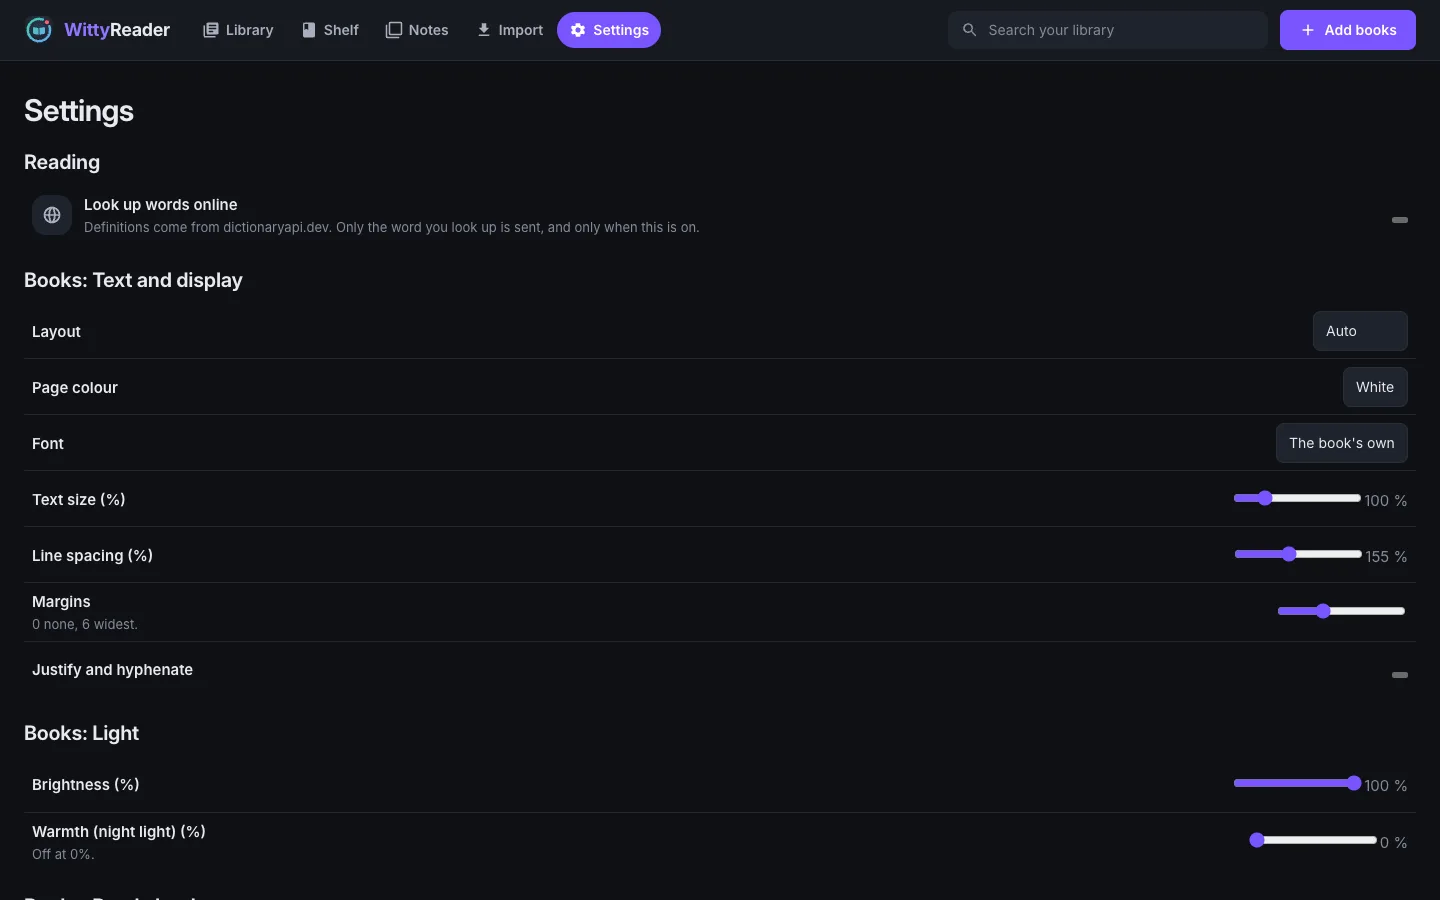 WittyReader
Library
Shelf
Notes
Import
Settings
Search your library
Add books
Settings
Reading
Look up words online
Definitions come from dictionaryapi.dev. Only the word you look up is sent, and only when this is on.
Books: Text and display
Layout
Auto
Page colour
White
Font
The book's own
Text size (%)
100 %
Line spacing (%)
155 %
Margins
0 none, 6 widest.
Justify and hyphenate
Books: Light
Brightness (%)
100 %
Warmth (night light) (%)
0 %
Off at 0%.